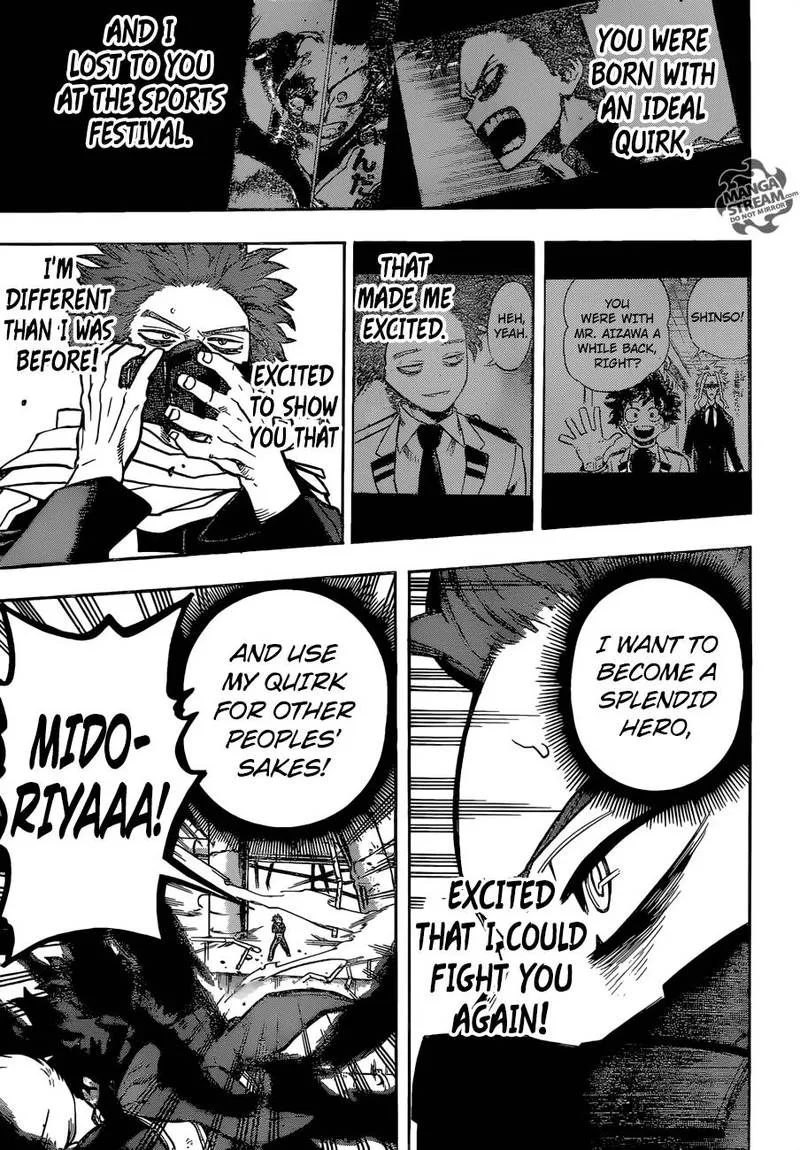 YOU WERE
BORN WITH
AN IDEAL
QUIRK,
AND I
LOST TO YOU
AT THE SPORTS
FESTIVAL.
んだ
MANGA
STREAM.com
DO NOT MIRROR
SHINSO!
YOU
WERE WITH
MR. AIZAWA A
WHILE BACK,
RIGHT?
HEH,
YEAH.
THAT
MADE ME
EXCITED.
EXCITED
TO SHOW
YOU THAT
I'M
DIFFERENT
THAN I WAS
BEFORE!
I WANT TO
BECOME A
SPLENDID
HERO,
EXCITED
THAT I COULD
FIGHT YOU
AGAIN!
AND USE
MY QUIRK
FOR OTHER
PEOPLES'
SAKES!
MIDO-
RIYAAA!